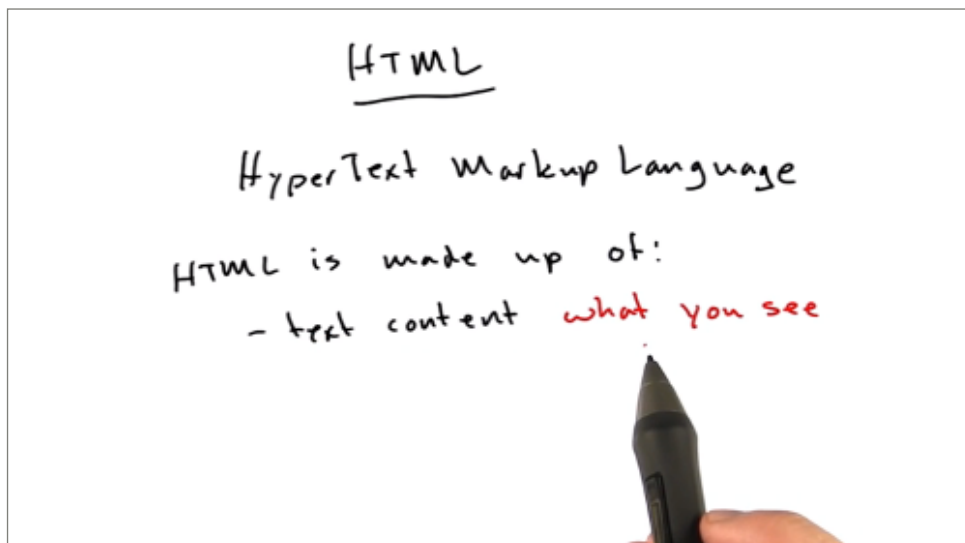 HTML
HyperText Markup Language
HTML is made up of:
- text content what you see